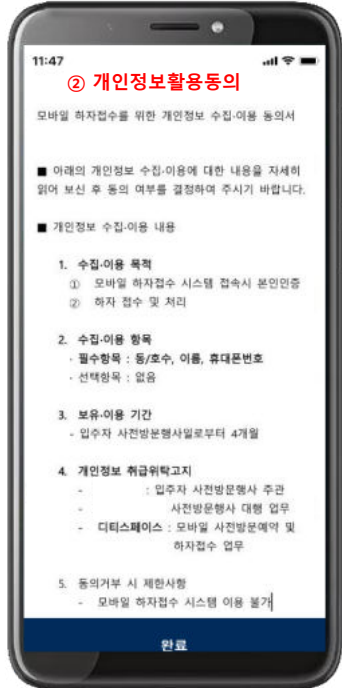 11:47
② 개인정보활용동의
모바일 하자접수를 위한 개인정보 수집·이용 동의서
■ 아래의 개인정보 수집·이용에 대한 내용을 자세히
읽어 보신 후 동의 여부를 결정하여 주시기 바랍니다.
■ 개인정보 수집·이용 내용
1. 수집·이용 목적
① 모바일 하자접수 시스템 접속시 본인인증
② 하자 접수 및 처리
2. 수집·이용 항목
· 필수항목 : 동/호수, 이름, 휴대폰번호
- 선택항목 : 없음
3. 보유·이용 기간
- 입주자 사전방문행사일로부터 4개월
4. 개인정보 취급위탁고지
- : 입주자 사전방문행사 주관
- 사전방문행사 대행 업무
- 디티스페이스 : 모바일 사전방문예약 및
하자접수 업무
5. 동의거부 시 제한사항
- 모바일 하자접수 시스템 이용 불가
완료